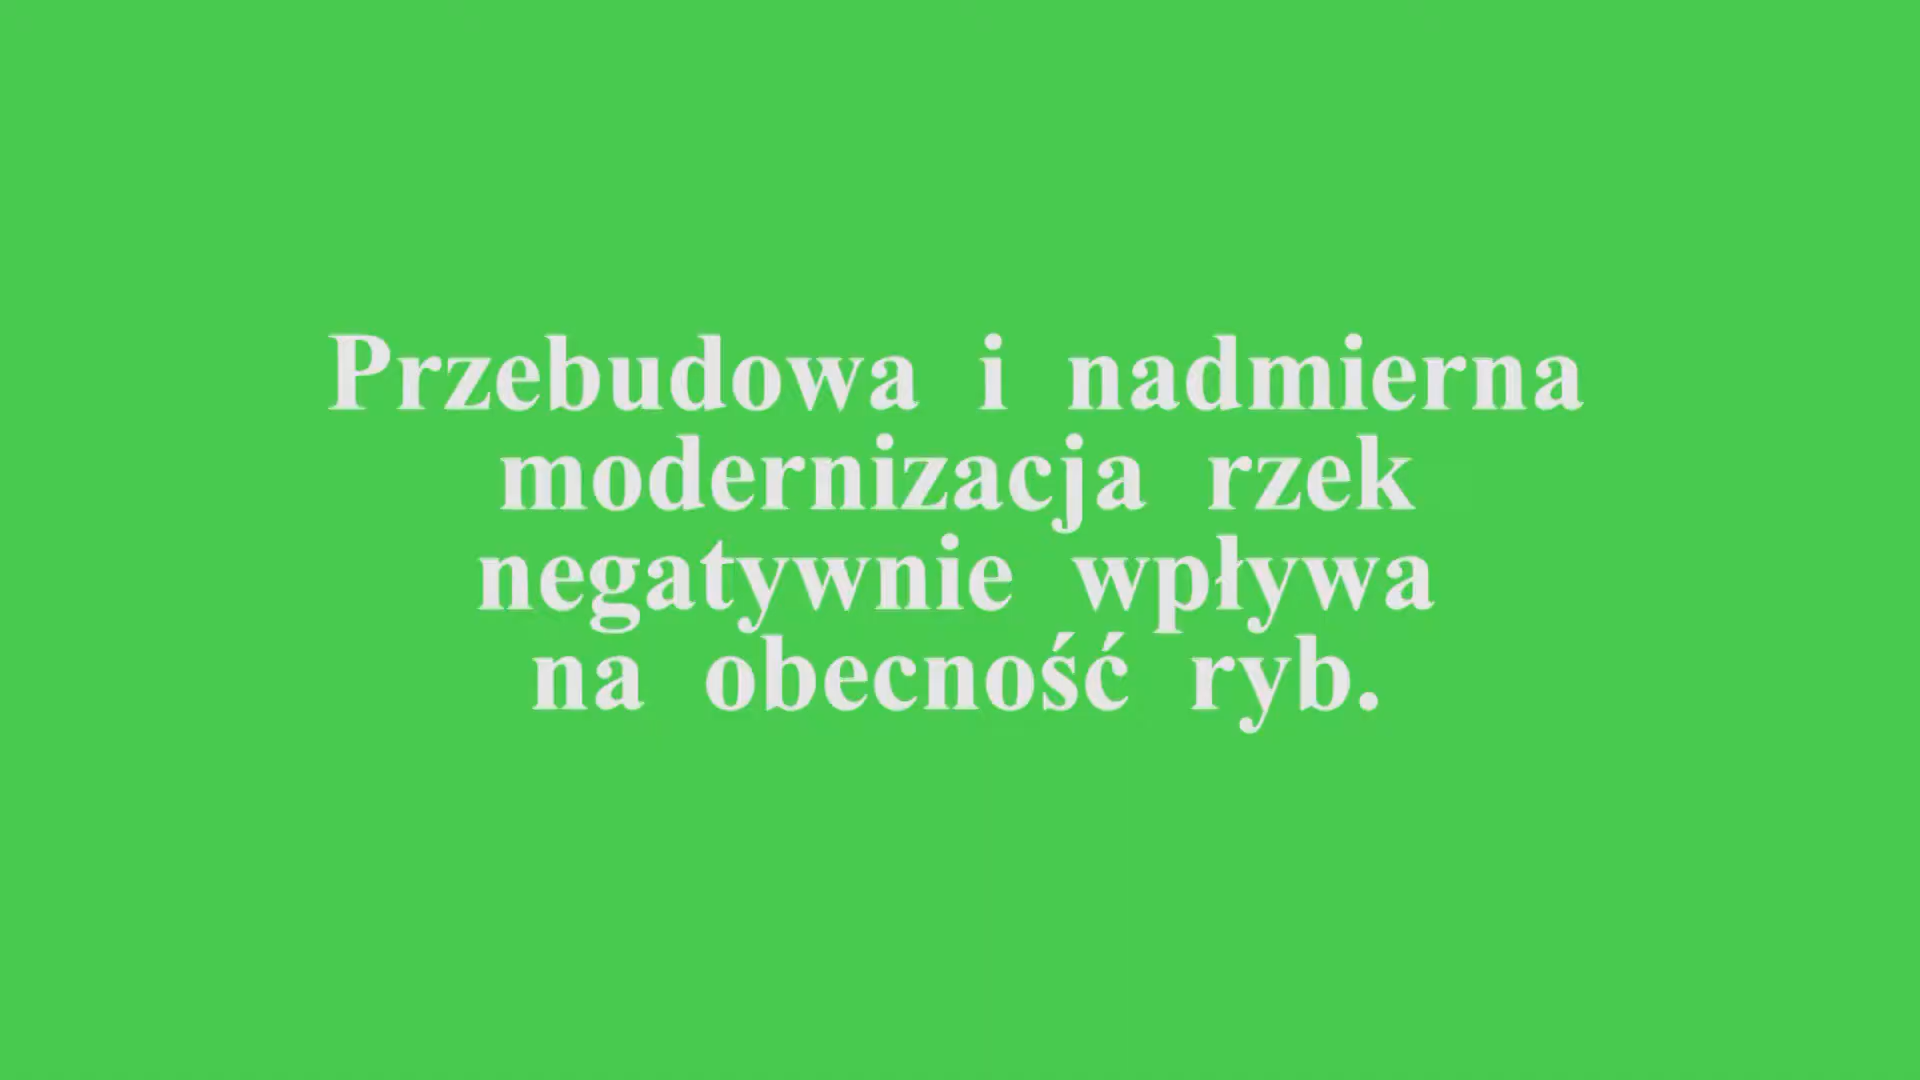 Przebudowa i nadmierna
modernizacja rzek
negatywnie wpływa
na obecność ryb.